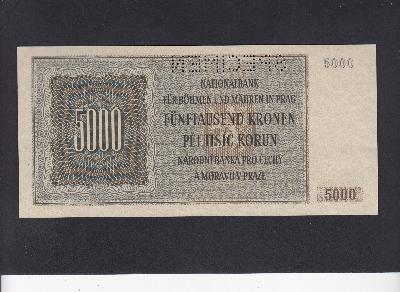 SPECIMEN
5000
NATIONALBANK
FÜR BÖHMEN UND MÄHREN IN PRAG
FÜNFTAUSEND KRONEN
PĚT TISÍC KORUN
NÁRODNÍ BANKA PRO ČECHY
A MORAVU V PRAZE
5000
5000